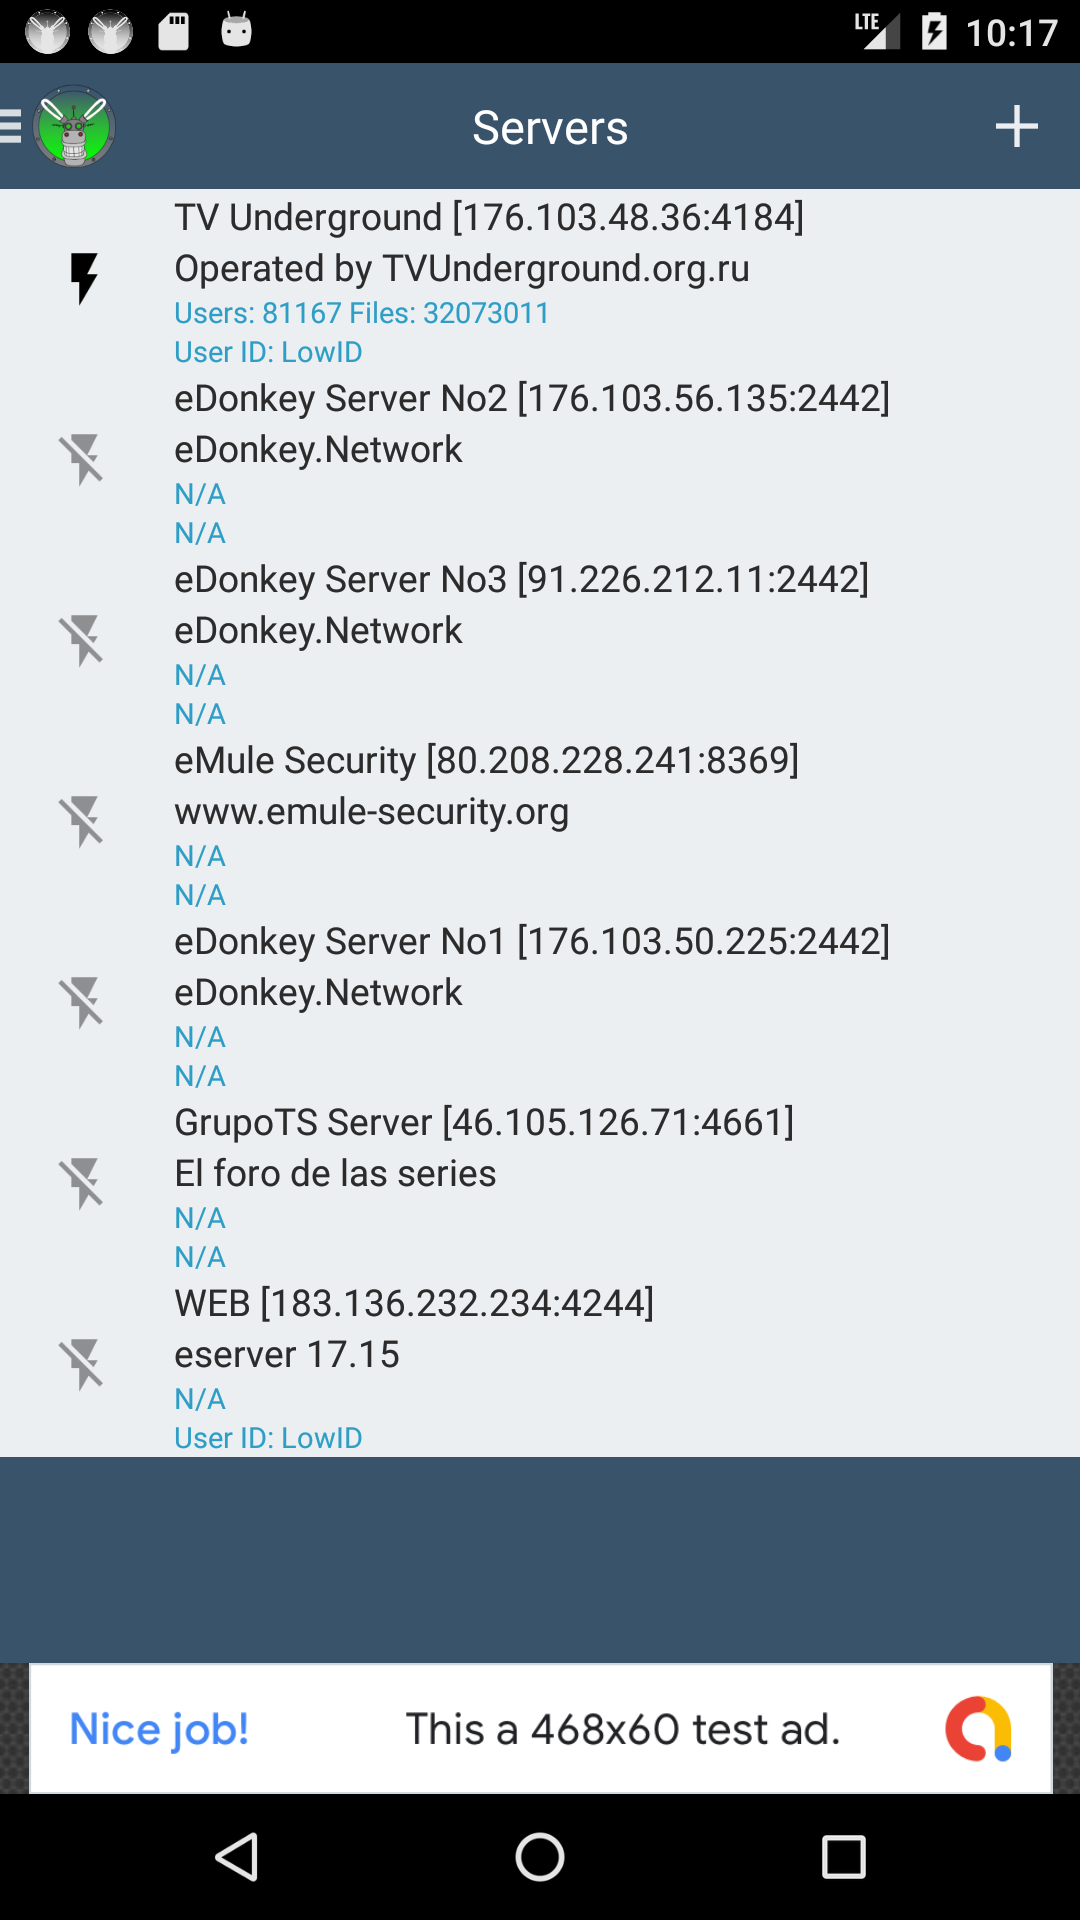 LTE 10:17
Servers
TV Underground [176.103.48.36:4184]
Operated by TVUnderground.org.ru
Users: 81167 Files: 32073011
User ID: LowID
eDonkey Server No2 [176.103.56.135:2442]
eDonkey.Network
N/A
N/A
eDonkey Server No3 [91.226.212.11:2442]
eDonkey.Network
N/A
N/A
eMule Security [80.208.228.241:8369]
www.emule-security.org
N/A
N/A
eDonkey Server No1 [176.103.50.225:2442]
eDonkey.Network
N/A
N/A
GrupoTS Server [46.105.126.71:4661]
El foro de las series
N/A
N/A
WEB [183.136.232.234:4244]
eserver 17.15
N/A
User ID: LowID
Nice job! This a 468x60 test ad.